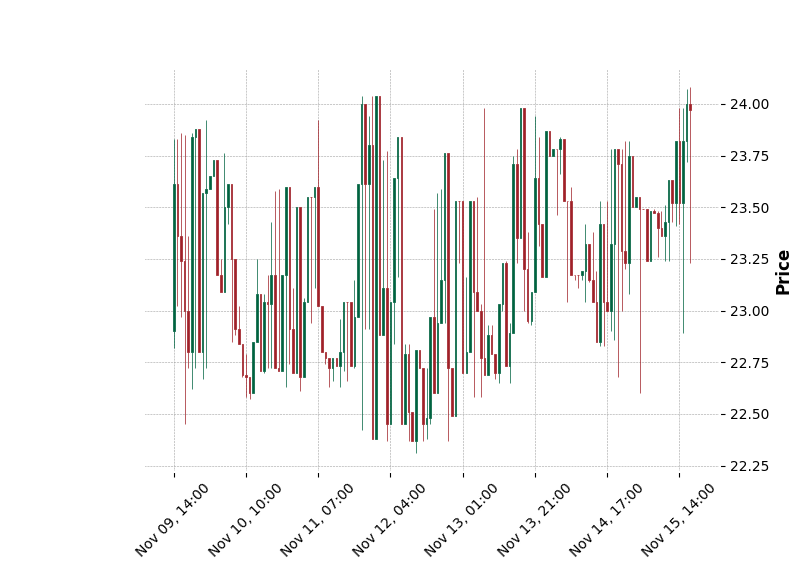 24.00
23.75
23.50
23.25
23.00
22.75
22.50
22.25
Price
Nov 09, 14:00
Nov 10, 10:00
Nov 11, 07:00
Nov 12, 04:00
Nov 13, 01:00
Nov 13, 21:00
Nov 14, 17:00
Nov 15, 14:00